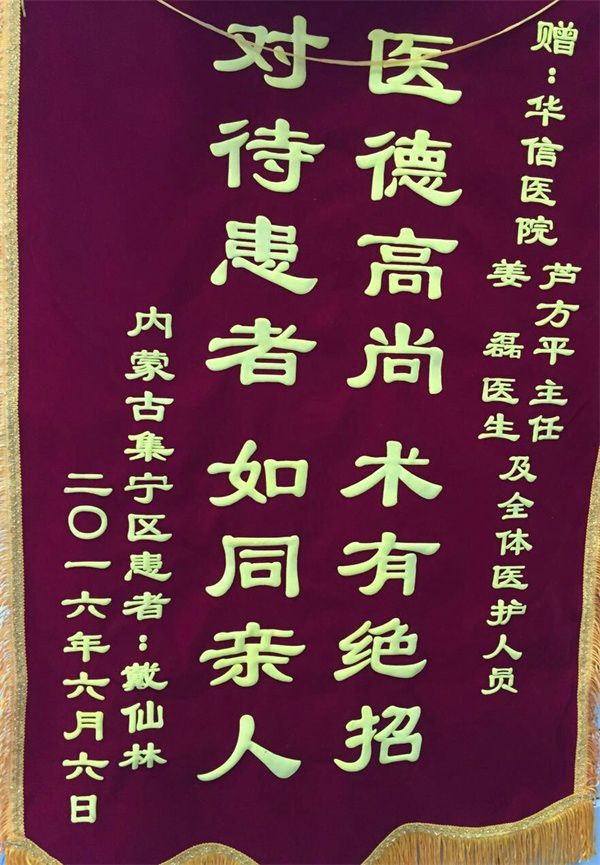 赠：华信医院
芦方平主任
姜磊医生
及全体医护人员
医德高尚 术有绝招
对待患者 如同亲人
内蒙古集宁区患者：戴仙林
二〇一六年六月六日